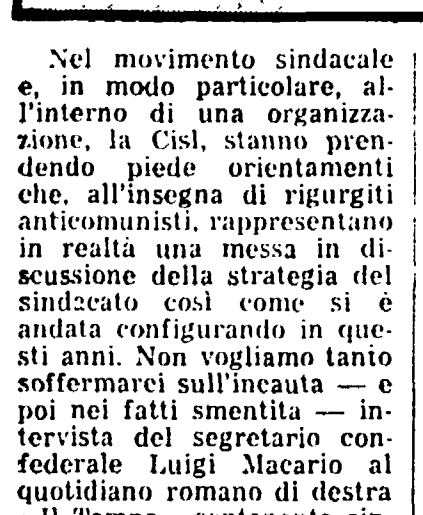 Nel movimento sindacale
e, in modo particolare, al-
l'interno di una organizza-
zione, la Cisl, stanno pren-
dendo piede orientamenti
che, all'insegna di rigurgiti
anticomunisti, rappresentano
in realtà una messa in di-
scussione della strategia del
sindacato così come si è
andata configurando in que-
sti anni. Non vogliamo tanto
soffermarci sull'incauta — e
poi nei fatti smentita — in-
tervista del segretario con-
federale Luigi Macario al
quotidiano romano di destra